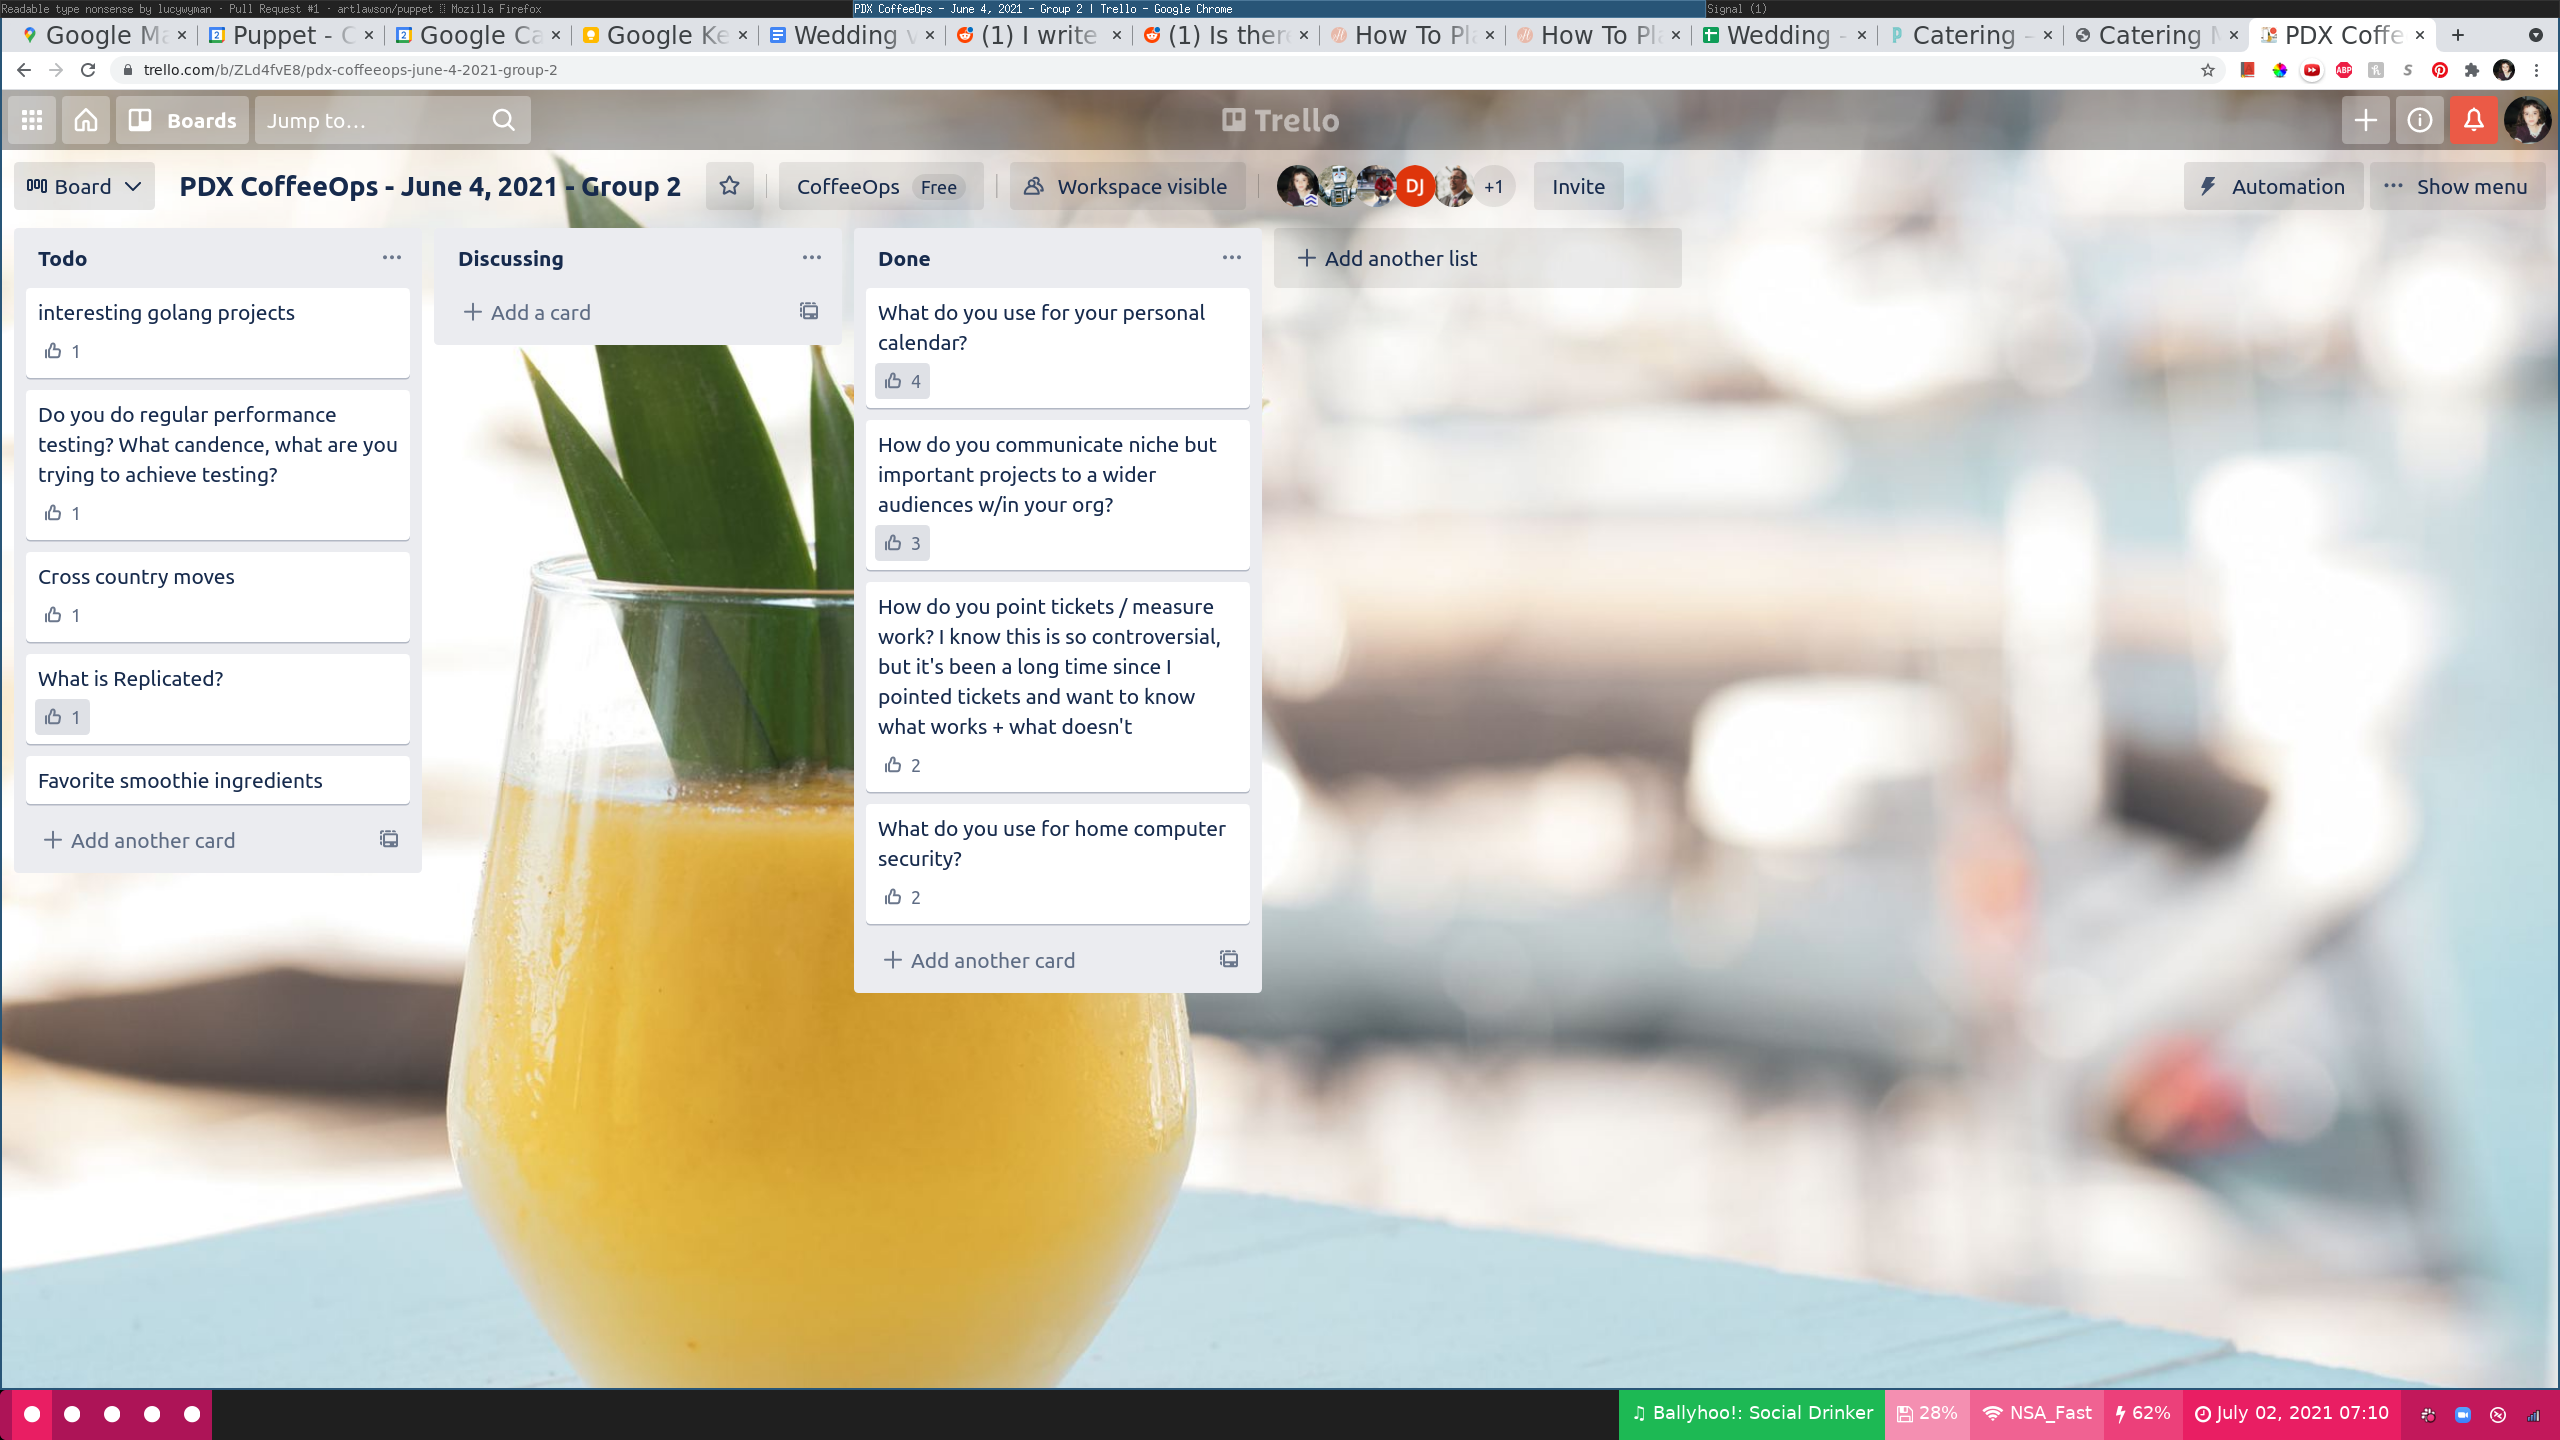 Readable type nonsense by lucywyman · Pull Request #1 · artlawson/puppet
Mozilla Firefox
PDX CoffeeOps - June 4, 2021 - Group 2 | Trello - Google Chrome
Signal (1)
Google Ma
Puppet - C
Google Ca
Google Ke
Wedding v
(1) I write
(1) Is there
How To Pla
How To Pla
Wedding -
Catering -
Catering M
PDX Coffe
trello.com/b/ZLd4fvE8/pdx-coffeeops-june-4-2021-group-2
ABP
Boards
Jump to…
Trello
Board
PDX CoffeeOps - June 4, 2021 - Group 2
CoffeeOps Free
Workspace visible
DJ
+1
Invite
Automation
Show menu
Todo
interesting golang projects
1
Do you do regular performance
testing? What candence, what are you
trying to achieve testing?
1
Cross country moves
1
What is Replicated?
1
Favorite smoothie ingredients
Add another card
Discussing
Add a card
Done
What do you use for your personal
calendar?
4
How do you communicate niche but
important projects to a wider
audiences w/in your org?
3
How do you point tickets / measure
work? I know this is so controversial,
but it's been a long time since I
pointed tickets and want to know
what works + what doesn't
2
What do you use for home computer
security?
2
Add another card
Add another list
♫ Ballyhoo!: Social Drinker
28%
NSA_Fast
62%
July 02, 2021 07:10